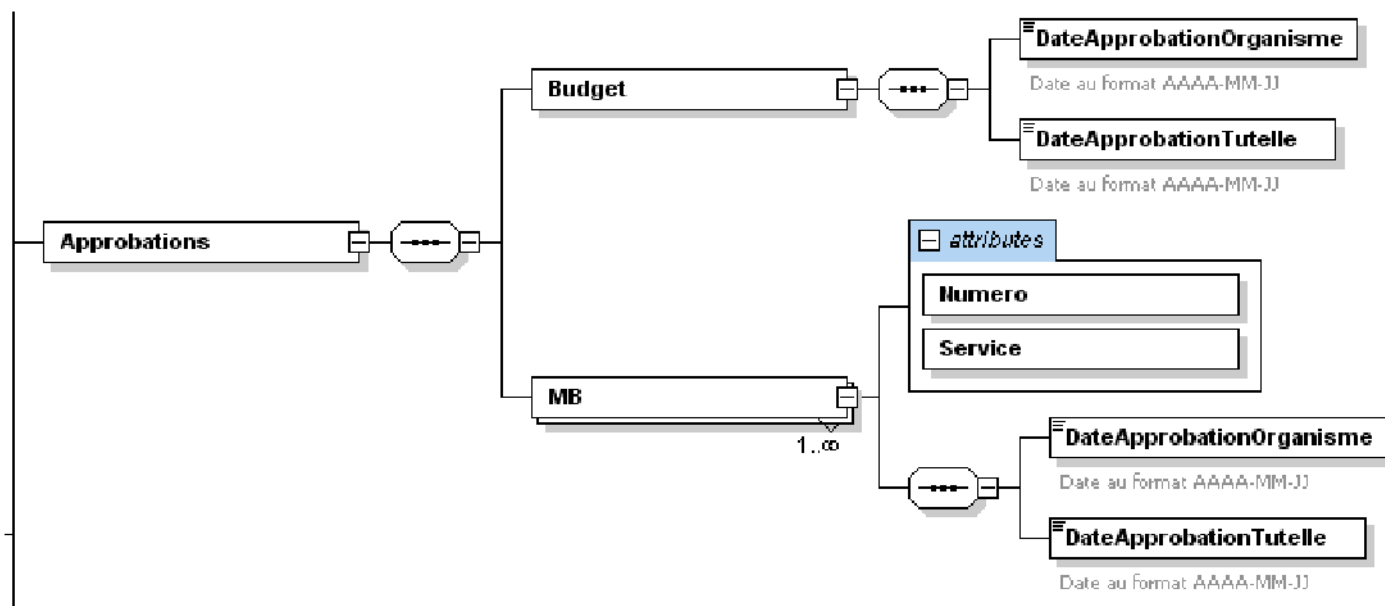 DateApprobationOrganisme
Date au format AAAA-MM-JJ
Budget
DateApprobationTutelle
Date au format AAAA-MM-JJ
Approbations
attributes
Numero
Service
MB
1..∞
DateApprobationOrganisme
Date au format AAAA-MM-JJ
DateApprobationTutelle
Date au format AAAA-MM-JJ